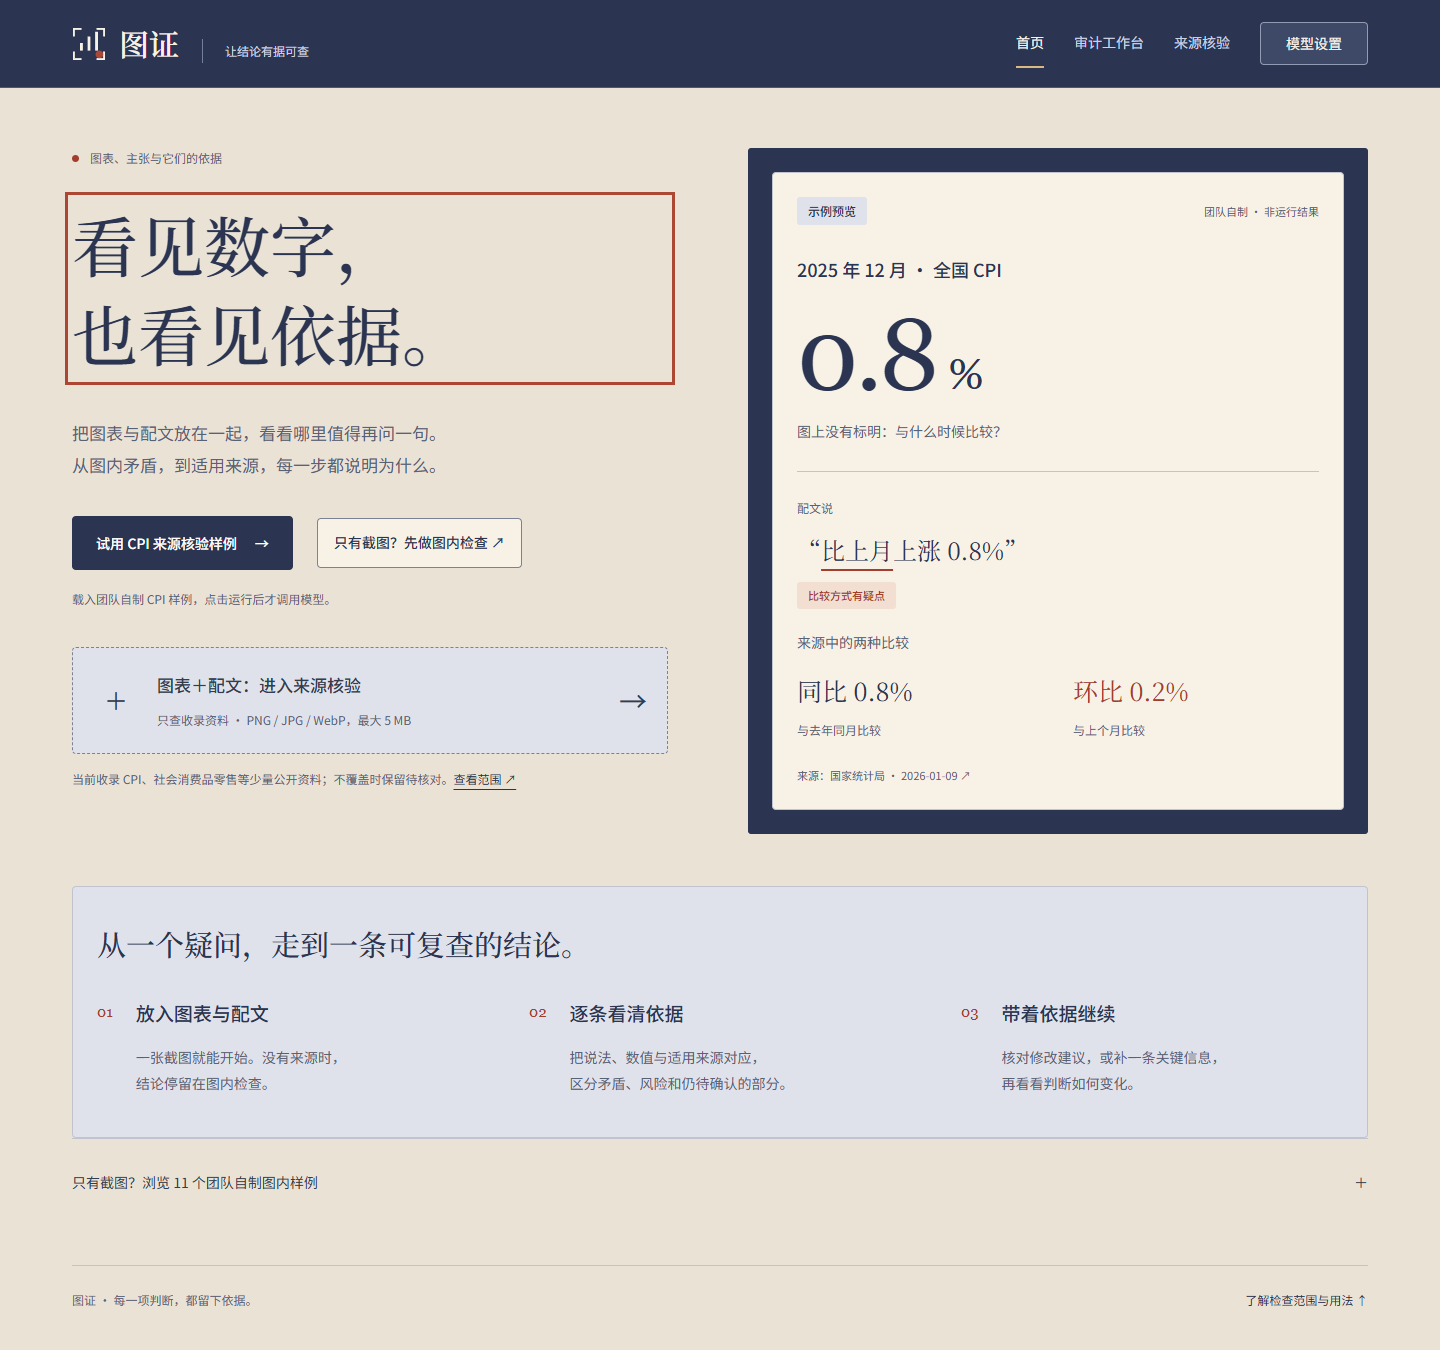 图证
让结论有据可查
首页
审计工作台
来源核验
模型设置
图表、主张与它们的依据
看见数字，
也看见依据。
把图表与配文放在一起，看看哪里值得再问一句。
从图内矛盾，到适用来源，每一步都说明为什么。
试用 CPI 来源核验样例 →
只有截图？先做图内检查 ↗
载入团队自制 CPI 样例，点击运行后才调用模型。
＋
图表＋配文：进入来源核验
只查收录资料 · PNG / JPG / WebP，最大 5 MB
→
当前收录 CPI、社会消费品零售等少量公开资料；不覆盖时保留待核对。查看范围 ↗
示例预览
团队自制 · 非运行结果
2025 年 12 月 · 全国 CPI
0.8 %
图上没有标明：与什么时候比较？
配文说
“比上月上涨 0.8%”
比较方式有疑点
来源中的两种比较
同比 0.8%
环比 0.2%
与去年同月比较
与上个月比较
来源：国家统计局 · 2026-01-09 ↗
从一个疑问，走到一条可复查的结论。
01
放入图表与配文
一张截图就能开始。没有来源时，
结论停留在图内检查。
02
逐条看清依据
把说法、数值与适用来源对应，
区分矛盾、风险和仍待确认的部分。
03
带着依据继续
核对修改建议，或补一条关键信息，
再看看判断如何变化。
只有截图？浏览 11 个团队自制图内样例
＋
图证 · 每一项判断，都留下依据。
了解检查范围与用法 ↑